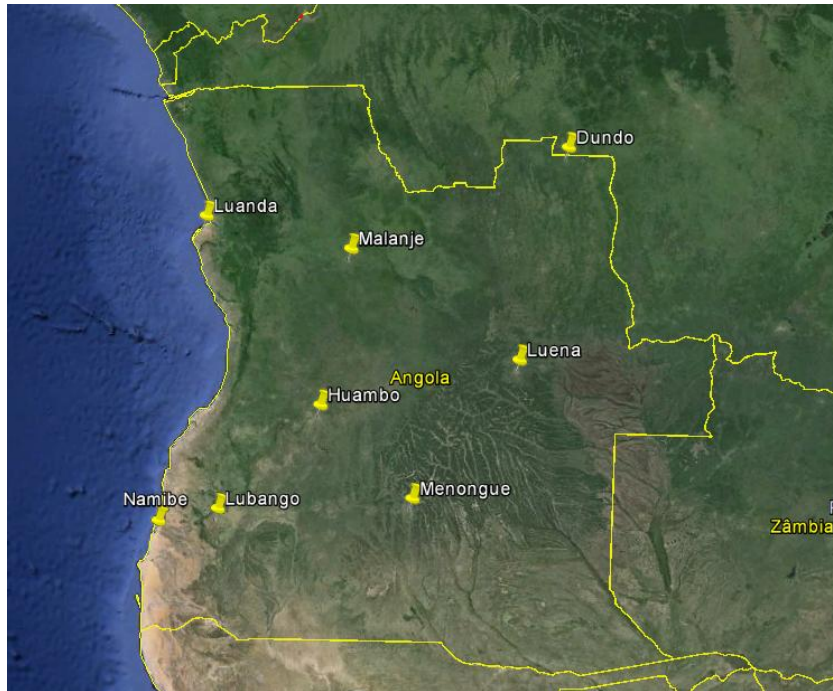 Dundo
Luanda
Malanje
Luena
Angola
Huambo
Menongue
Namibe
Lubango
Zâmbia